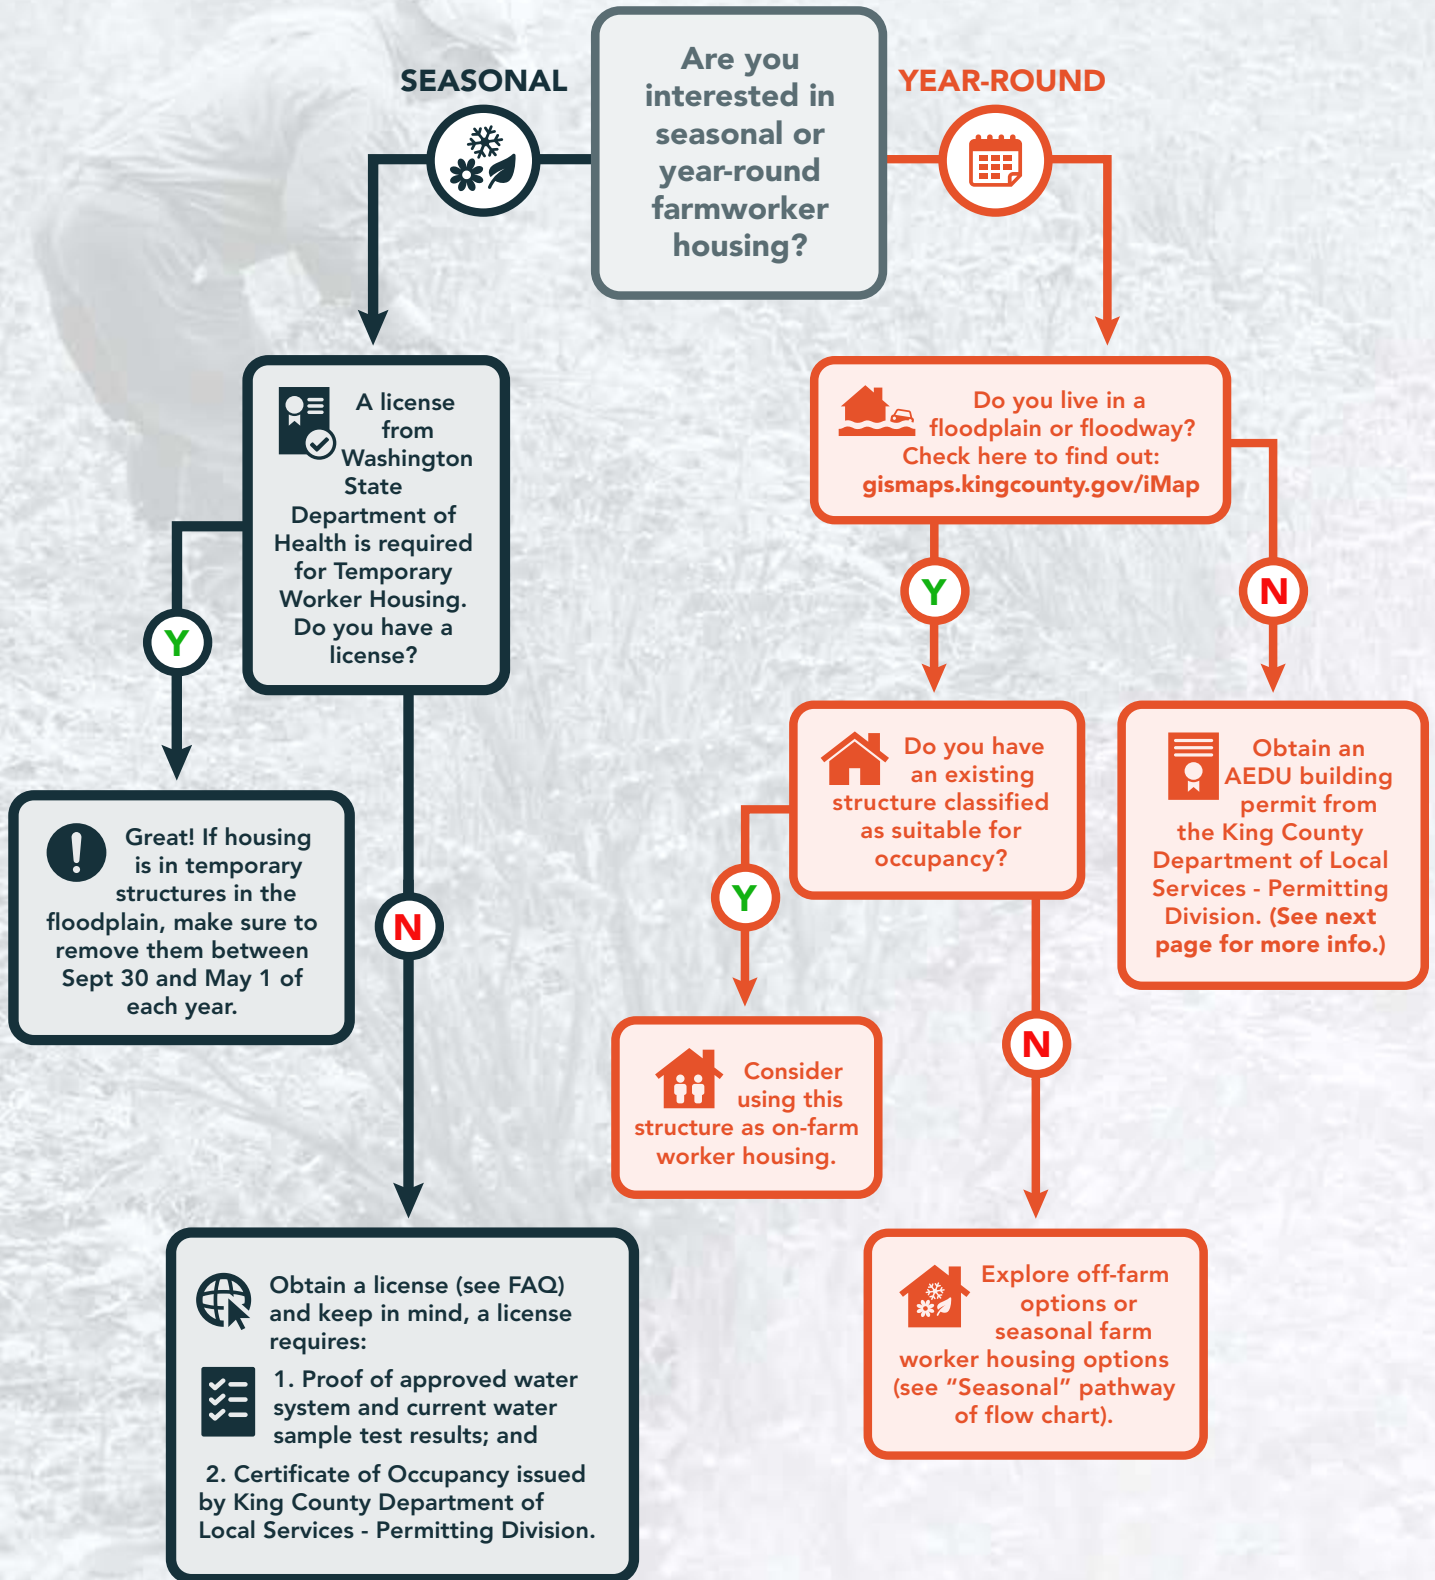 Are you
interested in
seasonal or
year-round
farmworker
housing?
SEASONAL
YEAR-ROUND
A license
from
Washington
State
Department of
Health is required
for Temporary
Worker Housing.
Do you have a
license?
Y
Great! If housing
is in temporary
structures in the
floodplain, make sure to
remove them between
Sept 30 and May 1 of
each year.
N
Obtain a license (see FAQ)
and keep in mind, a license
requires:
1. Proof of approved water
system and current water
sample test results; and
2. Certificate of Occupancy issued
by King County Department of
Local Services - Permitting Division.
Do you live in a
floodplain or floodway?
Check here to find out:
gismaps.kingcounty.gov/iMap
Y
N
Do you have
an existing
structure classified
as suitable for
occupancy?
Obtain an
AEDU building
permit from
the King County
Department of Local
Services - Permitting
Division. (See next
page for more info.)
Y
Consider
using this
structure as on-farm
worker housing.
N
Explore off-farm
options or
seasonal farm
worker housing options
(see “Seasonal” pathway
of flow chart).